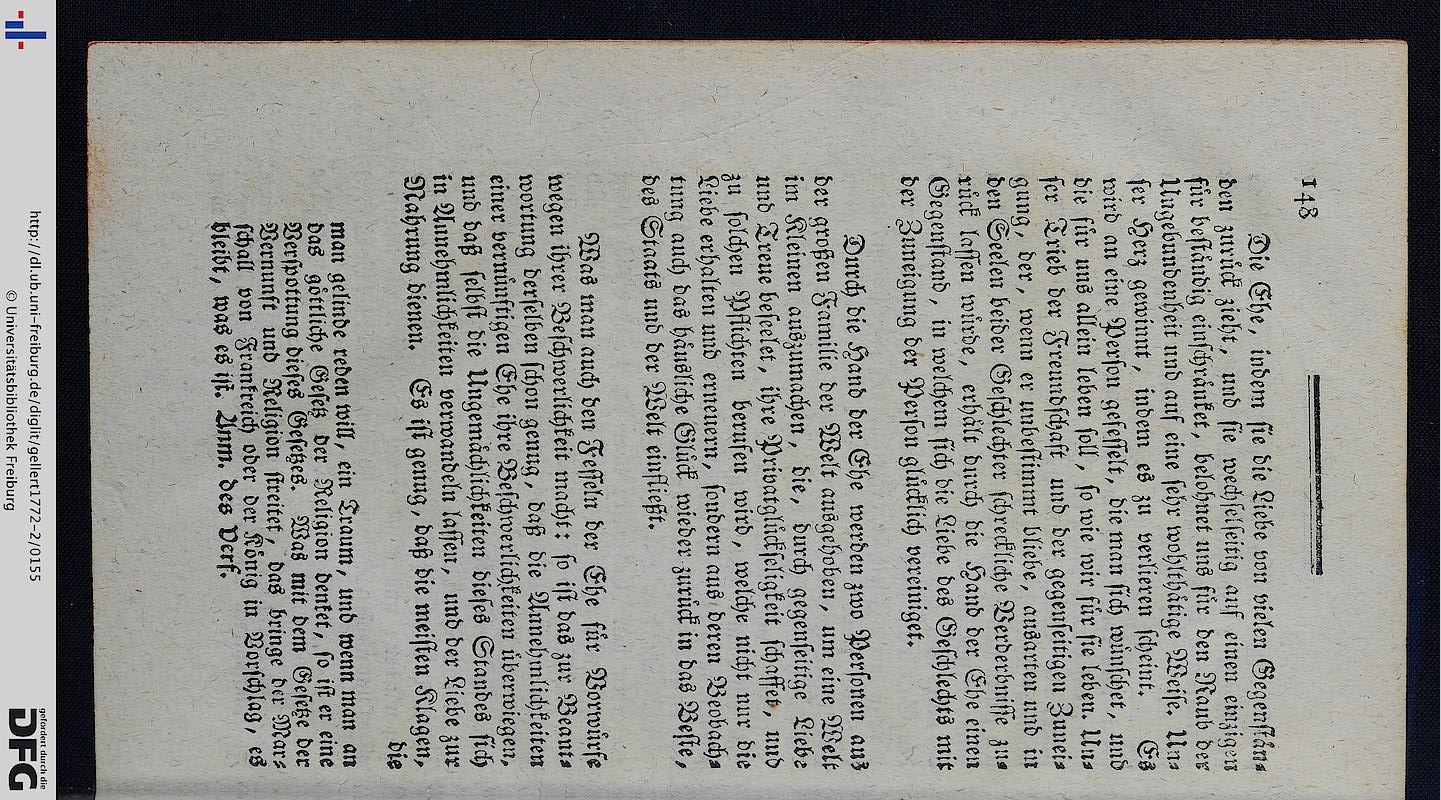 148
Die Ehe, indem sie die Liebe von vielen Gegenstän-
den zurück zieht, und sie wechselseitig auf einen einzigen
für beständig einschränket, belohnet uns für den Raub der
Ungebundenheit und auf eine sehr wohlthätige Weise. Un-
ser Herz gewinnt, indem es zu verlieren scheint. Es
wird an eine Person gefesselt, die man sich wünschet, und
die für uns allein leben soll, so wie wir für sie leben. Un-
ser Trieb der Freundschaft und der gegenseitigen Zunei-
gung, der, wenn er unbestimmt bliebe, ausarten und in
den Seelen beider Geschlechter schreckliche Verderbnisse zu-
rück lassen würde, erhält durch die Hand der Ehe einen
Gegenstand, in welchem sich die Liebe des Geschlechts mit
der Zuneigung der Person glücklich vereiniget.
Durch die Hand der Ehe werden zwo Personen aus
der großen Familie der Welt ausgehoben, um eine Welt
im Kleinen auszumachen, die, durch gegenseitige Liebe
und Treue beseelet, ihre Privatglückseligkeit schaffet, und
zu solchen Pflichten berufen wird, welche nicht nur die
Liebe erhalten und erneuern, sondern aus deren Beobach-
tung auch das häusliche Glück wieder zurück in das Beste,
des Staats und der Welt einfließt.
Was man auch den Fesseln der Ehe für Vorwürfe
wegen ihrer Beschwerlichkeit macht: so ist das zur Beant-
wortung derselben schon genug, daß die Annehmlichkeiten
einer vernünftigen Ehe ihre Beschwerlichkeiten überwiegen,
und daß selbst die Ungemächlichkeiten dieses Standes sich
in Annehmlichkeiten verwandeln lassen, und der Liebe zur
Nahrung dienen. Es ist genug, daß die meisten Klagen,
die
man gelinde reden will, ein Traum, und wenn man an
das göttliche Gesetz der Religion denket, so ist er eine
Verspottung dieses Gesetzes. Was mit dem Gesetze der
Vernunft und Religion streitet, das bringe der Mar-
schall von Frankreich oder der König in Vorschlag, es
bleibt, was es ist. Anm. des Verf.
http://dl.ub.uni-freiburg.de/diglit/gellert1772-2/0155
© Universitätsbibliothek Freiburg
gefördert durch die
DFG